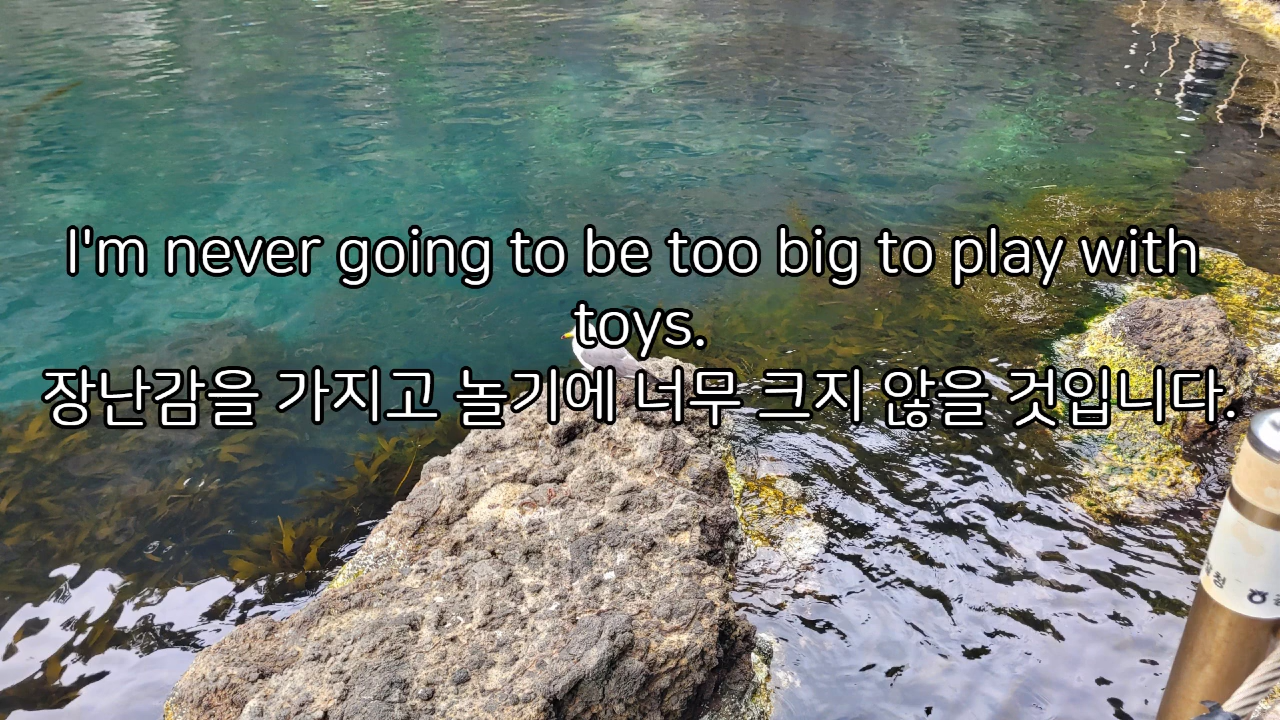 I'm never going to be too big to play with
toys.
장난감을 가지고 놀기에 너무 크지 않을 것입니다.